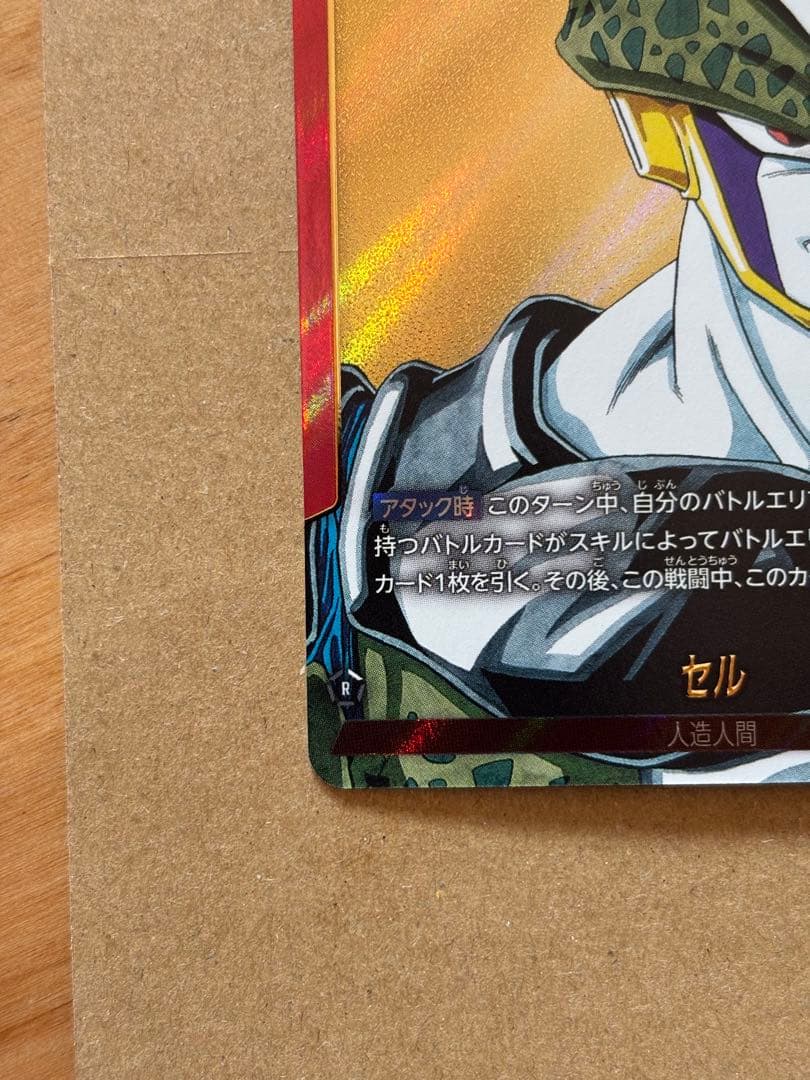 アタック時 このターン中、自分のバトルエリ
持つバトルカードがスキルによってバトルエリ
カード1枚を引く。その後、この戦闘中、このカ
セル
R
人造人間